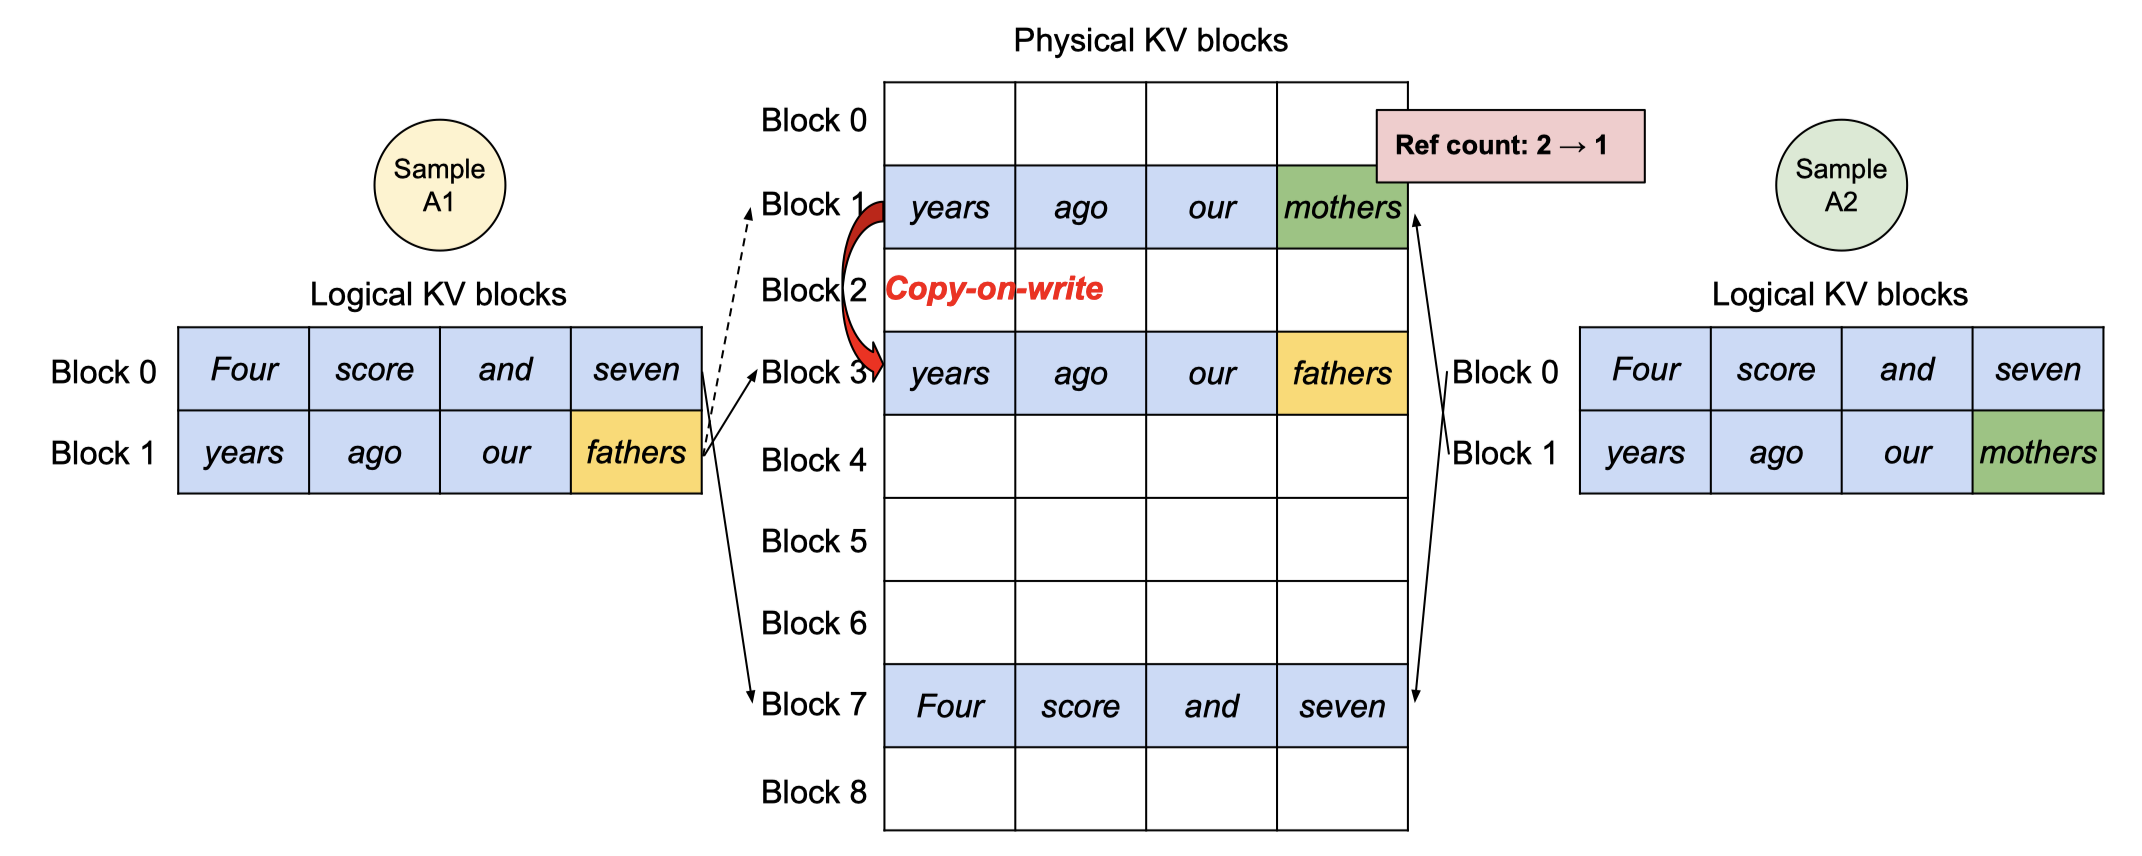 Physical KV blocks
Sample
A1
Logical KV blocks
Block 0 Four score and seven
Block 1 years ago our fathers
Block 0
Ref count: 2 → 1
Block 1 years ago our mothers
Block 2 Copy-on-write
Block 3 years ago our fathers
Block 4
Block 5
Block 6
Block 7 Four score and seven
Block 8
Sample
A2
Logical KV blocks
Block 0 Four score and seven
Block 1 years ago our mothers